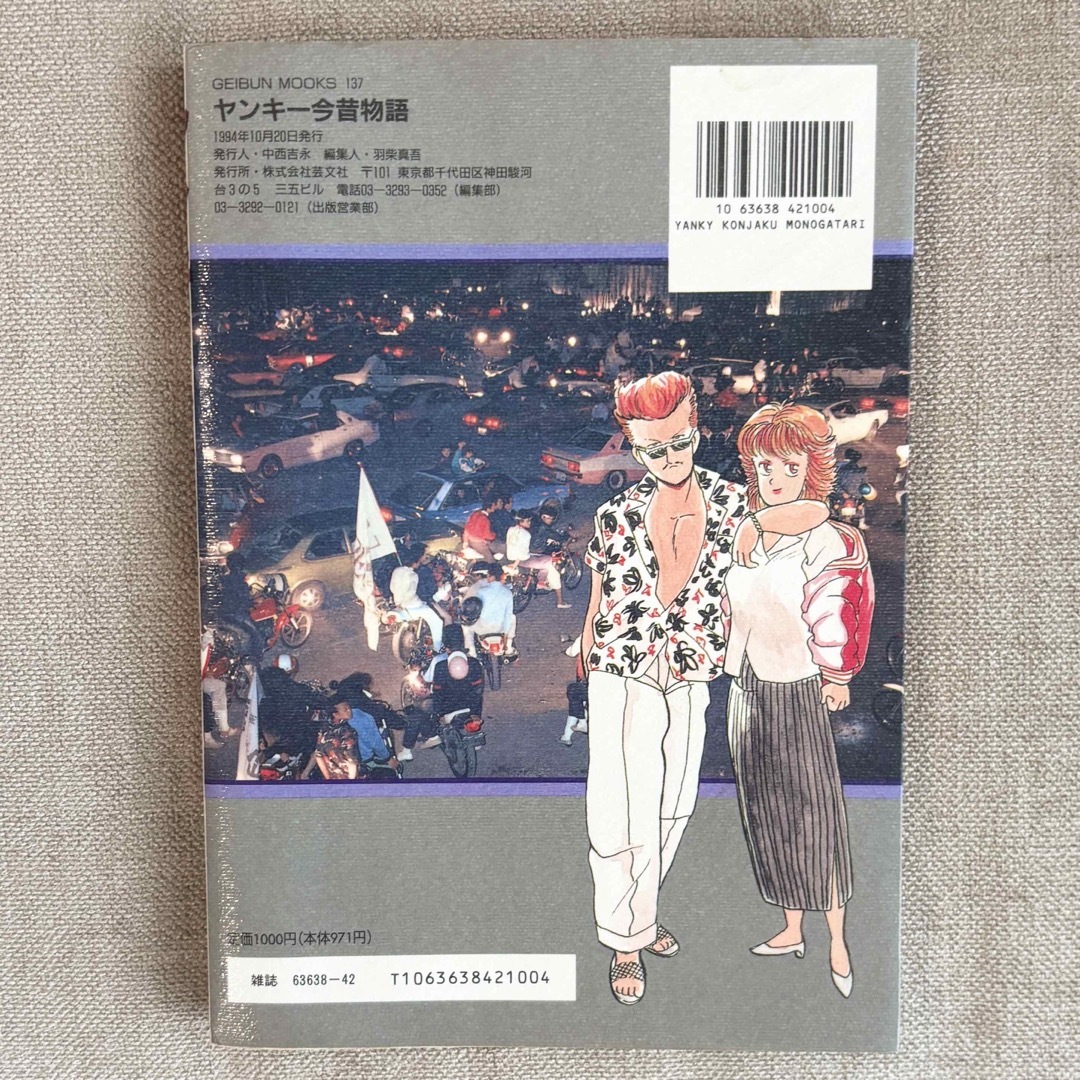 GEIBUN MOOKS 137
ヤンキー今昔物語
1994年10月20日発行
発行人・中西吉永 編集人・羽柴真吾
発行所・株式会社芸文社 〒101 東京都千代田区神田駿河
台3の5 三五ビル 電話03―3293―0352(編集部)
03―3292―0121(出版営業部)
10 63638 421004
YANKY KONJAKU MONOGATARI
定価1000円(本体971円)
雑誌 63638―42 T1063638421004